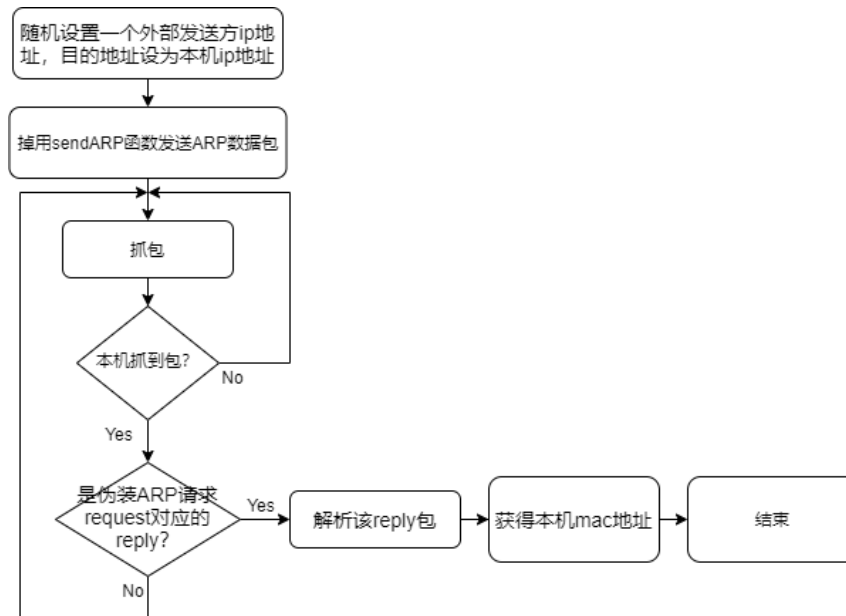 随机设置一个外部发送方ip地
址，目的地址设为本机ip地址
掉用sendARP函数发送ARP数据包
抓包
本机抓到包?
No
Yes
是伪装ARP请求
request对应的
reply?
Yes
解析该reply包
获得本机mac地址
结束
No